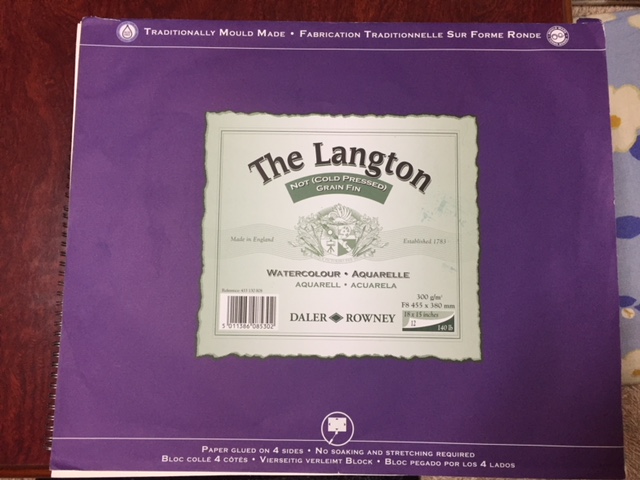 TRADITIONALLY MOULD MADE • FABRICATION TRADITIONNELLE SUR FORME RONDE
The Langton
NOT (COLD PRESSED)
GRAIN FIN
Made in England
Established 1783
WATERCOLOUR • AQUARELLE
AQUARELL • ACUARELA
300 g/m²
F8 455 x 380 mm
18 x 15 inches
12
140 lb
5 011386 085302
DALER ROWNEY
PAPER GLUED ON 4 SIDES • NO SOAKING AND STRETCHING REQUIRED
BLOC COLLÉ 4 CÔTÉS • VIERSEITIG VERLEIMT BLOCK • BLOC PEGADO POR LOS 4 LADOS